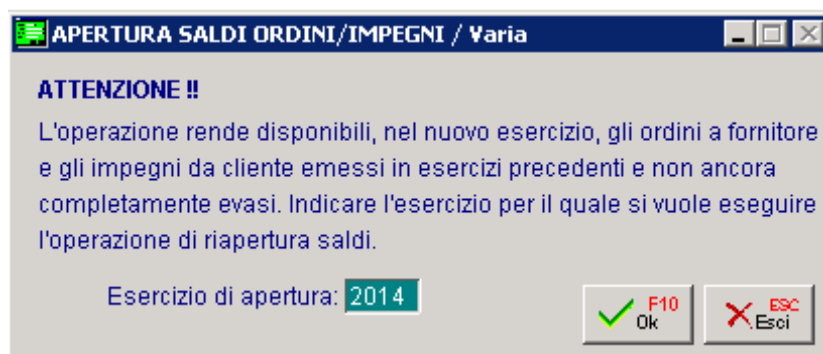 APERTURA SALDI ORDINI/IMPEGNI / Varia
ATTENZIONE !!
L'operazione rende disponibili, nel nuovo esercizio, gli ordini a fornitore
e gli impegni da cliente emessi in esercizi precedenti e non ancora
completamente evasi. Indicare l'esercizio per il quale si vuole eseguire
l'operazione di riapertura saldi.
Esercizio di apertura: 2014
F10
Ok
ESC
Esci